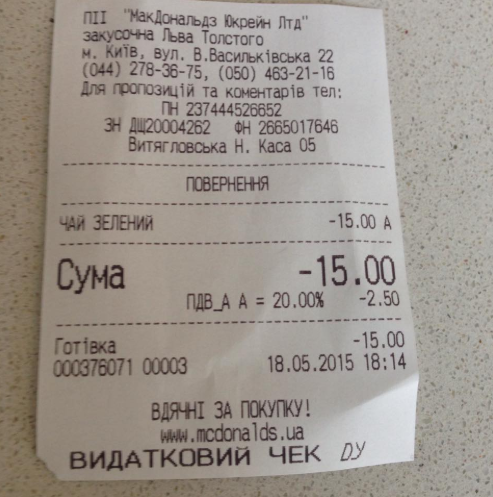 ПІІ "МакДональдз Юкрейн Лтд"
закусочна Льва Толстого
м. Київ, вул. В.Васильківська 22
(044) 278-36-75, (050) 463-21-16
Для пропозицій та коментарів тел:
ПН 237444526652
ЗН ДЩ20004262 ФН 2665017646
Витягловська Н. Каса 05
ПОВЕРНЕННЯ
ЧАЙ ЗЕЛЕНИЙ -15.00 А
Сума -15.00
ПДВ_А А = 20.00% -2.50
Готівка -15.00
000376071 00003 18.05.2015 18:14
ВДЯЧНІ ЗА ПОКУПКУ!
www.mcdonalds.ua
ВИДАТКОВИЙ ЧЕК